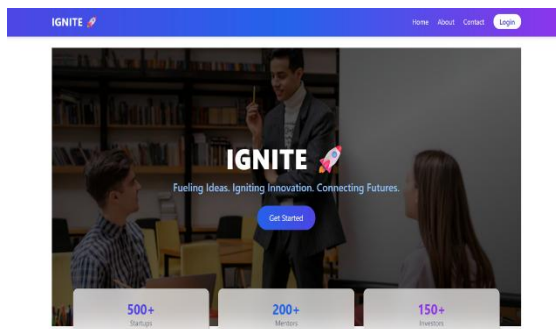 IGNITE 🚀
Home About Contact Login
IGNITE 🚀
Fueling Ideas. Igniting Innovation. Connecting Futures.
Get Started
500+ 200+ 150+
Startups Mentors Investors